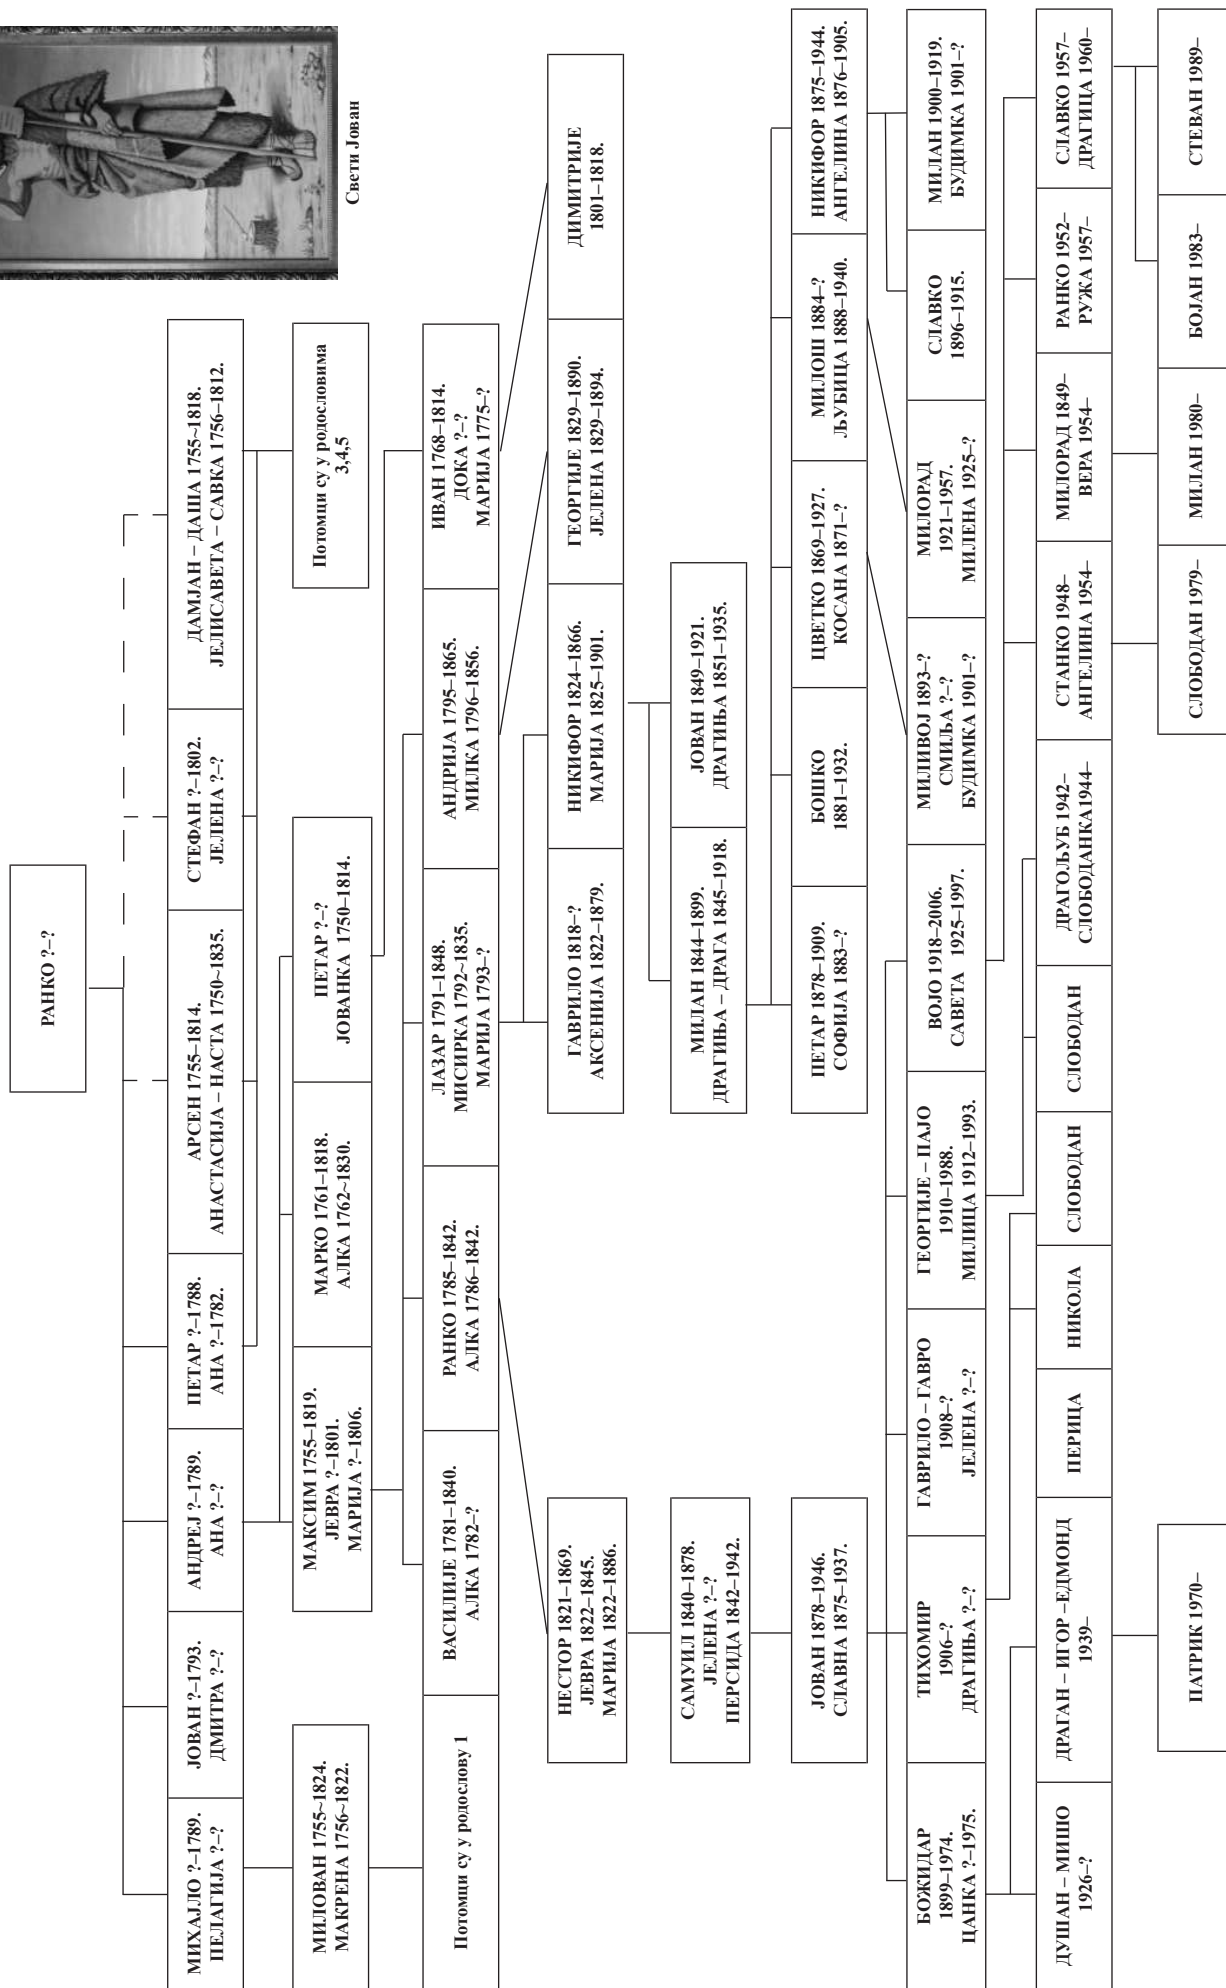 Свети Јован
РАНКО ?–?
МИХАЈЛО ?–1789.
ПЕЛАГИЈА ?–?
ЈОВАН ?–1793.
ДМИТРА ?–?
АНДРЕЈ ?–1789.
АНА ?–?
ПЕТАР ?–1788.
АНА ?–1782.
АРСЕН 1755–1814.
АНАСТАСИЈА – НАСТА 1750~1835.
СТЕФАН ?–1802.
ЈЕЛЕНА ?–?
ДАМЈАН – ДАША 1755~1818.
ЈЕЛИСАВЕТА – САВКА 1756–1812.
МИЛОВАН 1755~1824.
МАКРЕНА 1756~1822.
МАКСИМ 1755–1819.
ЈЕВРА ?–1801.
МАРИЈА ?–1806.
МАРКО 1761–1818.
АЛКА 1762~1830.
ПЕТАР ?–?
ЈОВАНКА 1750–1814.
Потомци су у родословима
3,4,5
Потомци су у родослову 1
ВАСИЛИЈЕ 1781–1840.
АЛКА 1782–?
РАНКО 1785–1842.
АЛКА 1786–1842.
ЛАЗАР 1791–1848.
МИСИРКА 1792~1835.
МАРИЈА 1793–?
АНДРИЈА 1795–1865.
МИЛКА 1796–1856.
ИВАН 1768–1814.
ДОКА ?–?
МАРИЈА 1775–?
НЕСТОР 1821–1869.
ЈЕВРА 1822–1845.
МАРИЈА 1822–1886.
ГАВРИЛО 1818–?
АКСЕНИЈА 1822–1879.
НИКИФОР 1824–1866.
МАРИЈА 1825–1901.
ГЕОРГИЈЕ 1829–1890.
ЈЕЛЕНА 1829–1894.
ДИМИТРИЈЕ
1801–1818.
САМУИЛ 1840–1878.
ЈЕЛЕНА ?–?
ПЕРСИДА 1842–1942.
МИЛАН 1844–1899.
ДРАГИЊА – ДРАГА 1845–1918.
ЈОВАН 1849–1921.
ДРАГИЊА 1851–1935.
ЈОВАН 1878–1946.
СЛАВНА 1875–1937.
ПЕТАР 1878–1909.
СОФИЈА 1883–?
БОШКО
1881–1932.
ЦВЕТКО 1869–1927.
КОСАНА 1871–?
МИЛОШ 1884–?
ЉУБИЦА 1888–1940.
НИКИФОР 1875–1944.
АНГЕЛИНА 1876–1905.
БОЖИДАР
1899–1974.
ЦАНКА ?–1975.
ТИХОМИР
1906–?
ДРАГИЊА ?–?
ГАВРИЛО – ГАВРО
1908–?
ЈЕЛЕНА ?–?
ГЕОРГИЈЕ – ПАЈО
1910–1988.
МИЛИЦА 1912–1993.
ВОЈО 1918–2006.
САВЕТА 1925–1997.
МИЛИВОЈ 1893–?
СМИЉА ?–?
БУДИМКА 1901–?
МИЛОРАД
1921–1957.
МИЛЕНА 1925–?
СЛАВКО
1896–1915.
МИЛАН 1900–1919.
БУДИМКА 1901–?
ДУШАН – МИШО
1926–?
ДРАГАН – ИГОР –ЕДМОНД
1939–
ПЕРИЦА
НИКОЛА
СЛОБОДАН
СЛОБОДАН
ДРАГОЉУБ 1942–
СЛОБОДАНКА1944–
СТАНКО 1948–
АНГЕЛИНА 1954–
МИЛОРАД 1849–
ВЕРА 1954–
РАНКО 1952–
РУЖА 1957–
СЛАВКО 1957–
ДРАГИЦА 1960–
ПАТРИК 1970–
СЛОБОДАН 1979–
МИЛАН 1980–
БОЈАН 1983–
СТЕВАН 1989–